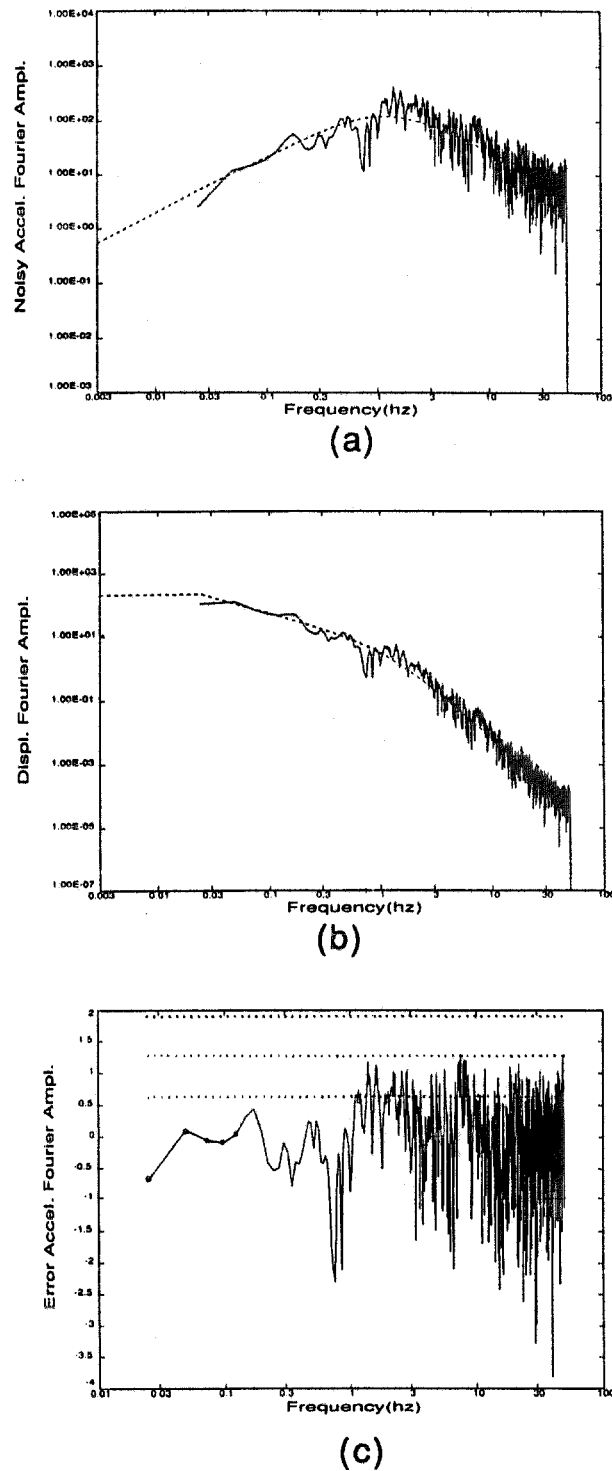 1.00E+04
1.00E+03
1.00E+02
1.00E+01
1.00E+00
1.00E-01
1.00E-02
1.00E-03
Noisy Accel. Fourier Ampl.
0.003 0.01 0.03 0.1 0.3 1 3 10 30 100
Frequency(hz)
(a)
1.00E+03
1.00E+01
1.00E-01
1.00E-03
1.00E-05
1.00E-07
Displ. Fourier Ampl.
0.003 0.01 0.03 0.1 0.3 1 3 10 30 100
Frequency(hz)
(b)
2
1.5
1
0.5
0
-0.5
-1
-1.5
-2
-2.5
-3
-3.5
-4
Error Accel. Fourier Ampl.
0.01 0.03 0.1 0.3 1 3 10 30 100
Frequency(hz)
(c)